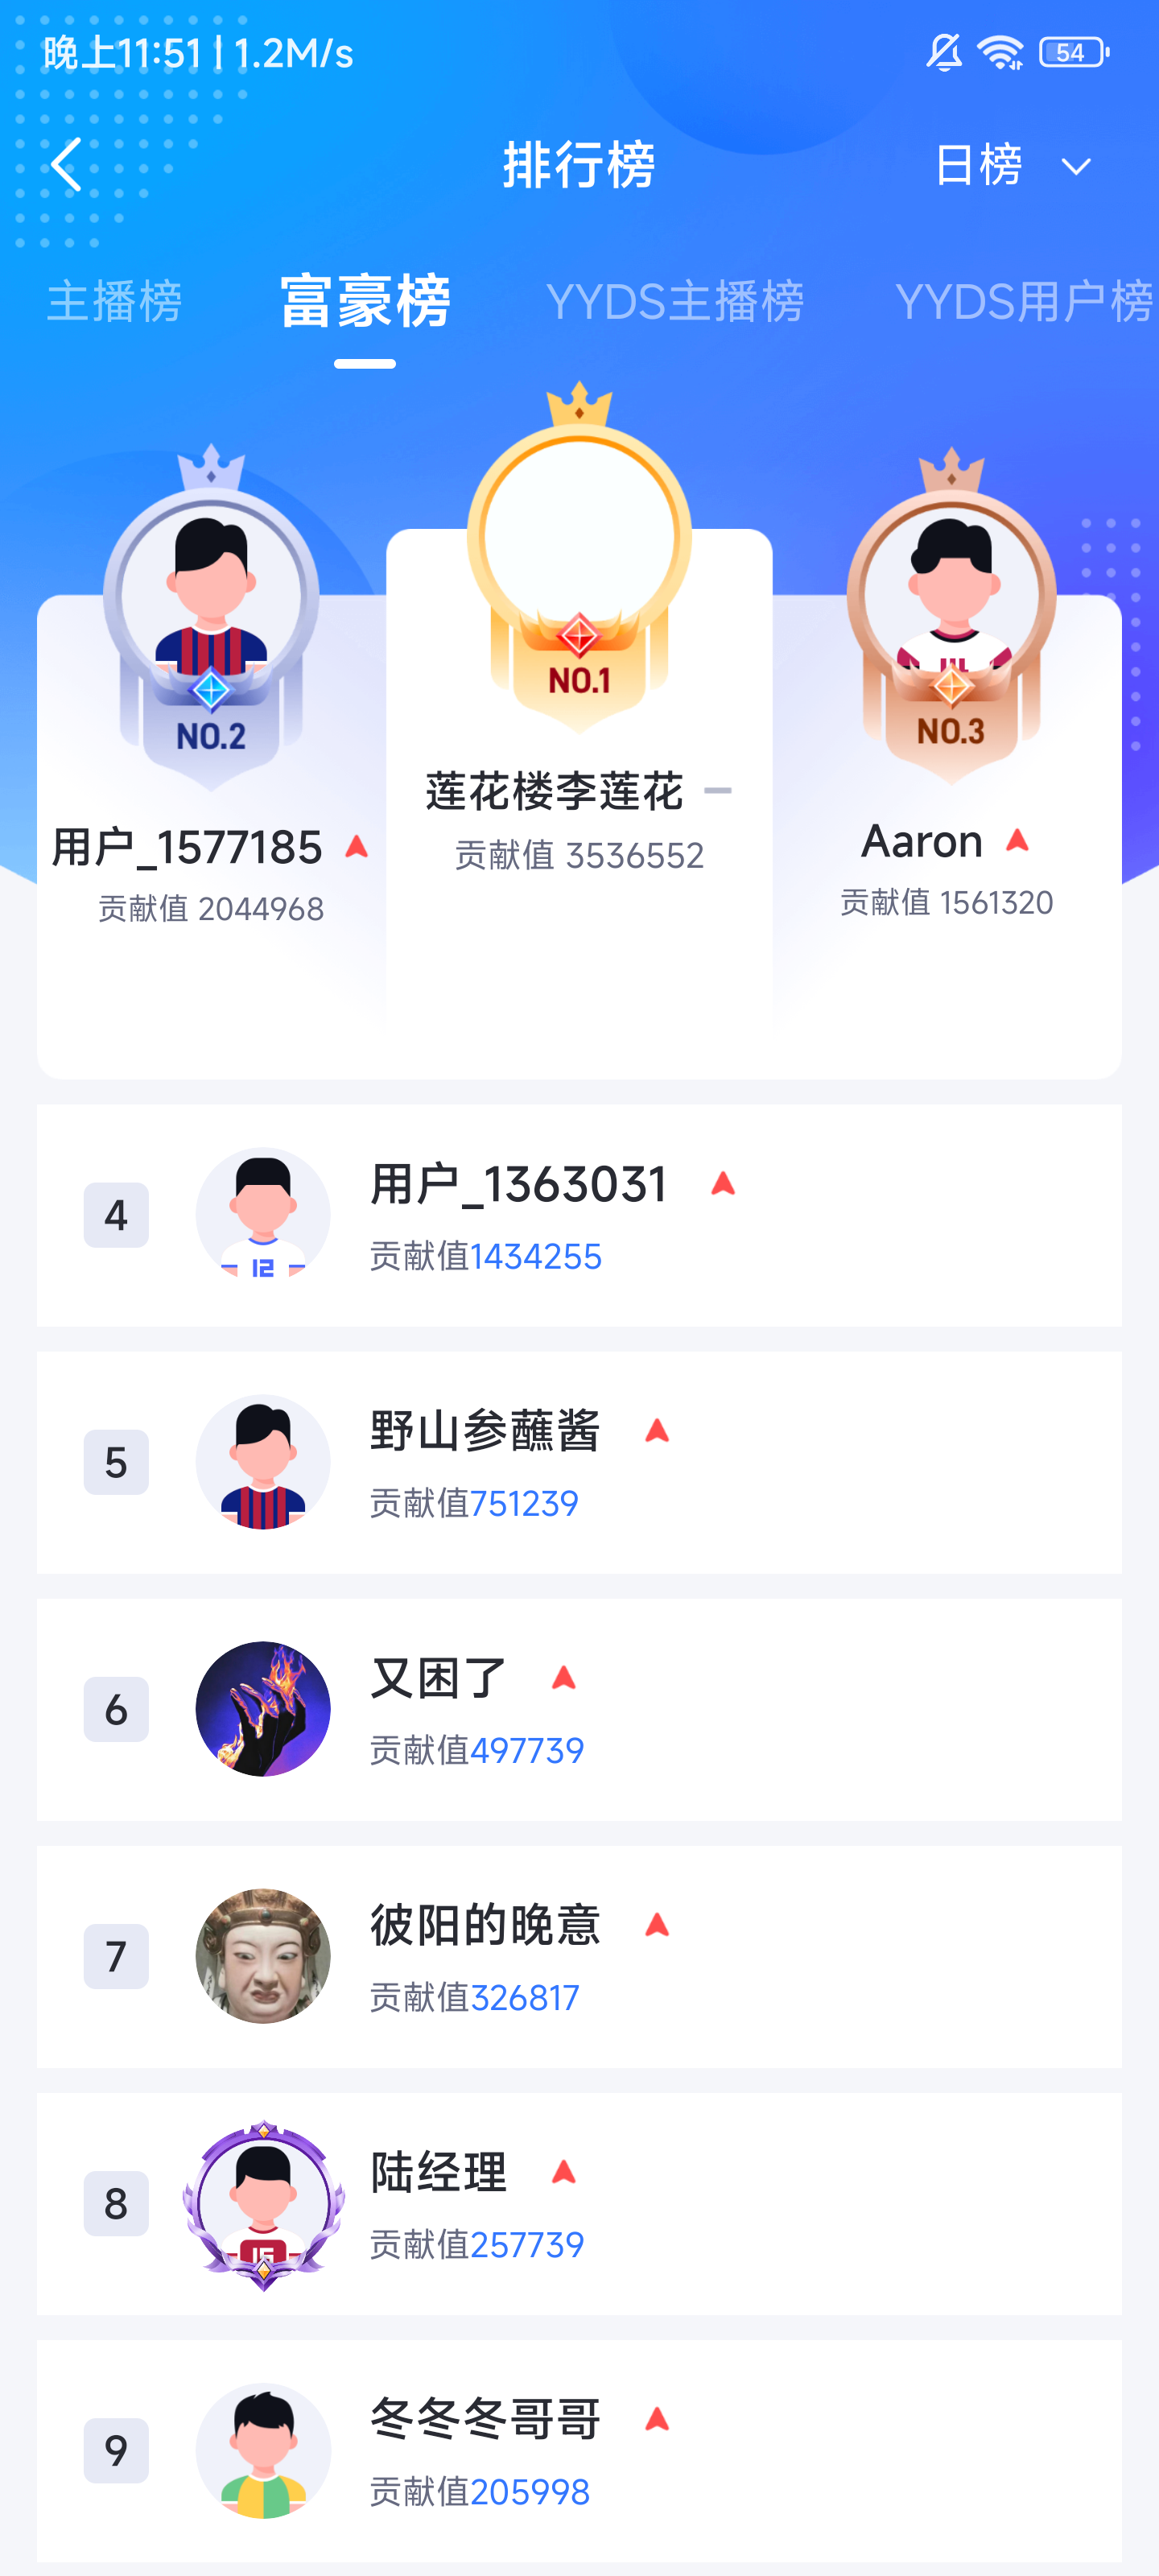 晚上11:51 | 1.2M/s
54
排行榜
日榜
主播榜 富豪榜 YYDS主播榜 YYDS用户榜
NO.1
莲花楼李莲花
贡献值 3536552
NO.2
用户_1577185
贡献值 2044968
NO.3
Aaron
贡献值 1561320
4
12
用户_1363031
贡献值1434255
5
野山参蘸酱
贡献值751239
6
又困了
贡献值497739
7
彼阳的晚意
贡献值326817
8
陆经理
贡献值257739
9
冬冬冬哥哥
贡献值205998